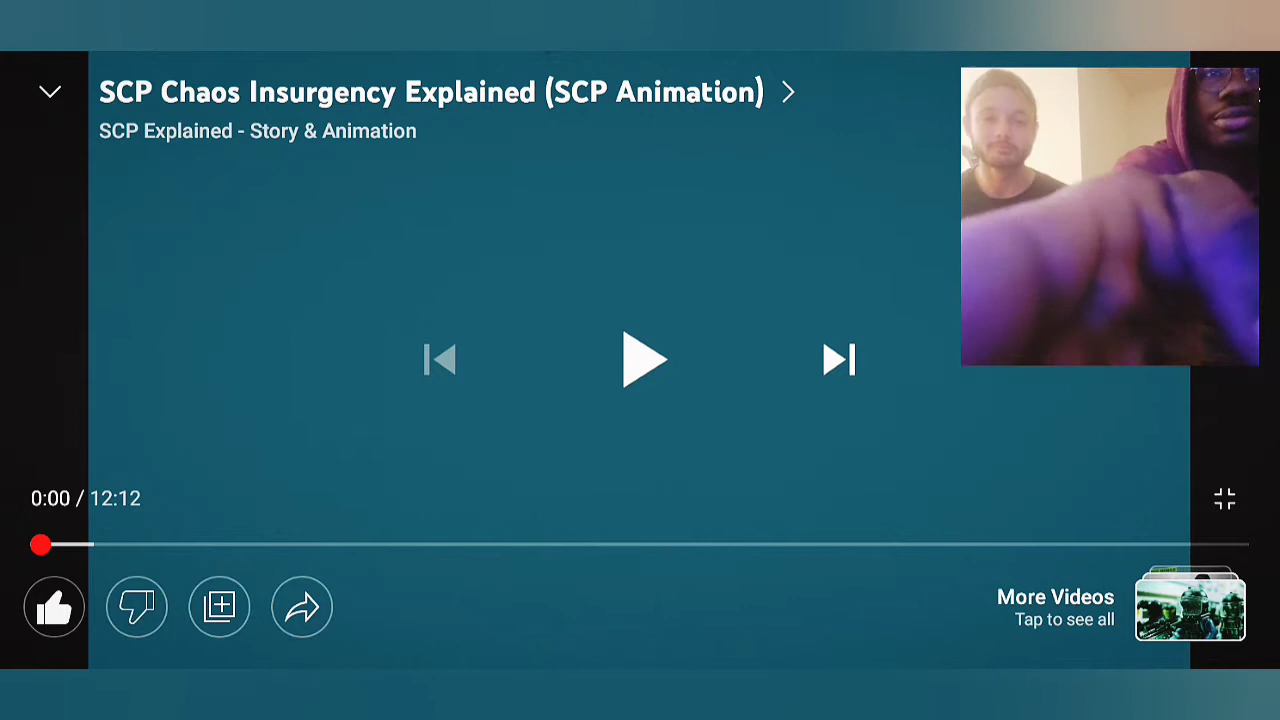 SCP Chaos Insurgency Explained (SCP Animation)
SCP Explained - Story & Animation
0:00 / 12:12
More Videos
Tap to see all